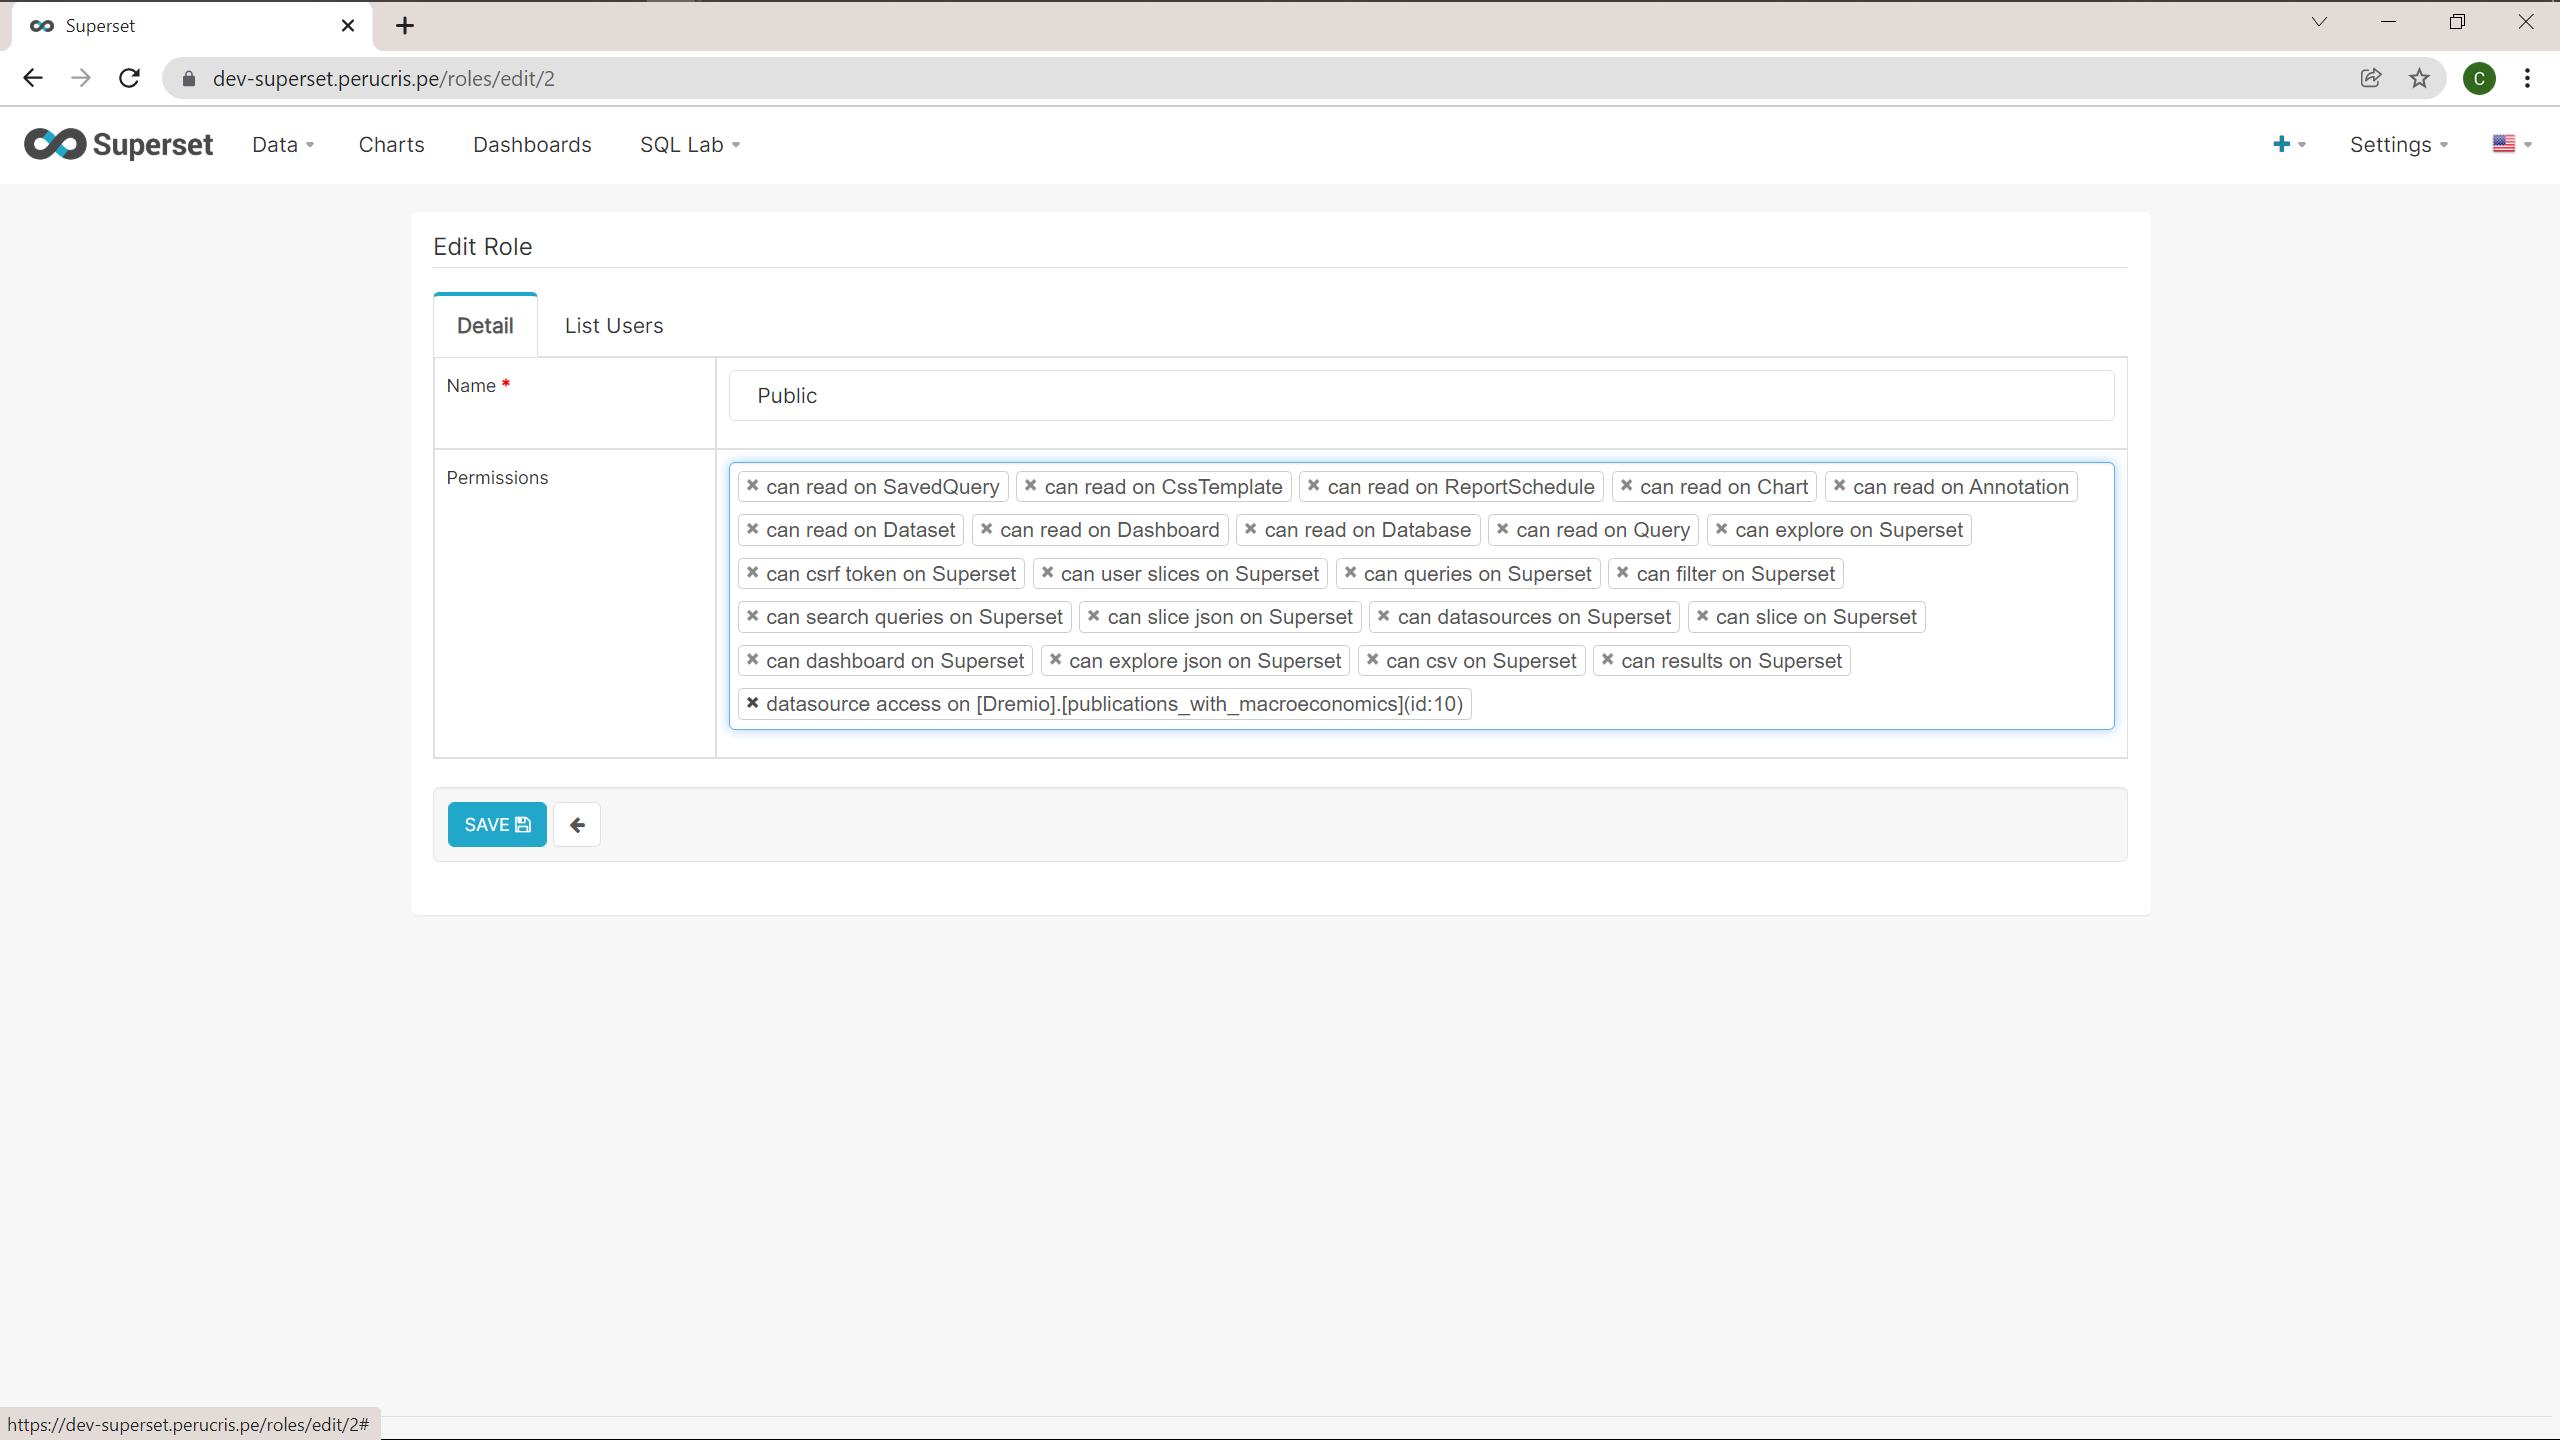 Superset
dev-superset.perucris.pe/roles/edit/2
C
Superset Data Charts Dashboards SQL Lab Settings
Edit Role
Detail List Users
Name *
Public
Permissions
can read on SavedQuery can read on CssTemplate can read on ReportSchedule can read on Chart can read on Annotation
can read on Dataset can read on Dashboard can read on Database can read on Query can explore on Superset
can csrf token on Superset can user slices on Superset can queries on Superset can filter on Superset
can search queries on Superset can slice json on Superset can datasources on Superset can slice on Superset
can dashboard on Superset can explore json on Superset can csv on Superset can results on Superset
datasource access on [Dremio].[publications_with_macroeconomics](id:10)
SAVE
https://dev-superset.perucris.pe/roles/edit/2#